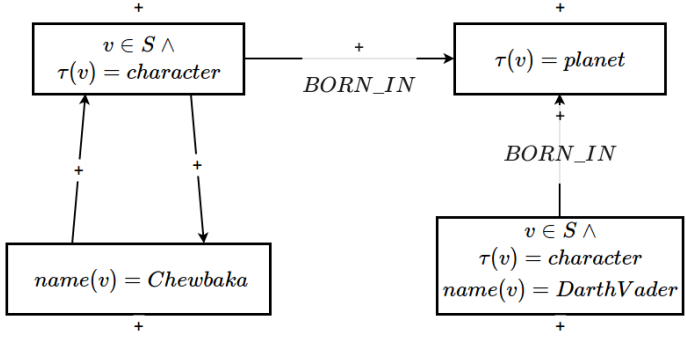 + +
v ∈ S ∧
τ(v) = character
+
BORN_IN
τ(v) = planet
+ +
+
BORN_IN
name(v) = Chewbaka
v ∈ S ∧
τ(v) = character
name(v) = DarthVader
+ +